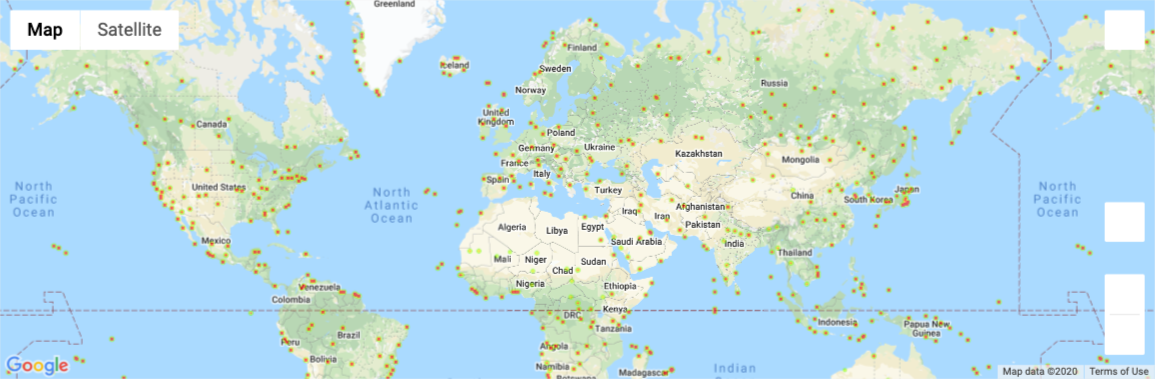 Map
Satellite
Greenland
Iceland
Finland
Sweden
Norway
Russia
United
Kingdom
Canada
Poland
Germany
Ukraine
France
Kazakhstan
Mongolia
Italy
Spain
Turkey
North
Pacific
Ocean
United States
North
Atlantic
Ocean
China
South Korea
Japan
North
Pacific
Ocean
Afghanistan
Iraq
Iran
Pakistan
Algeria
Libya
Egypt
Mexico
Saudi Arabia
India
Thailand
Mali
Niger
Chad
Sudan
Nigeria
Ethiopia
Venezuela
Colombia
Kenya
DRC
Tanzania
Indonesia
Papua New
Guinea
Brazil
Peru
Bolivia
Angola
Namibia
Botswana
Madagascar
Indian
Google
Map data ©2020
Terms of Use